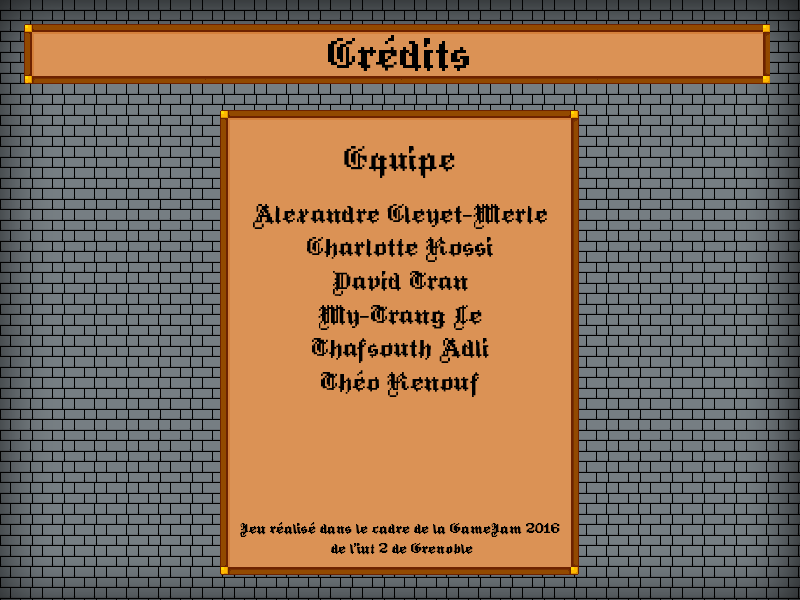 Crédits
Equipe
Alexandre Cleyet-Merle
Charlotte Rossi
David Tran
My-Trang Le
Thafsouth Adli
Théo Renouf
Jeu réalisé dans le cadre de la GameJam 2016
de l'iut 2 de Grenoble